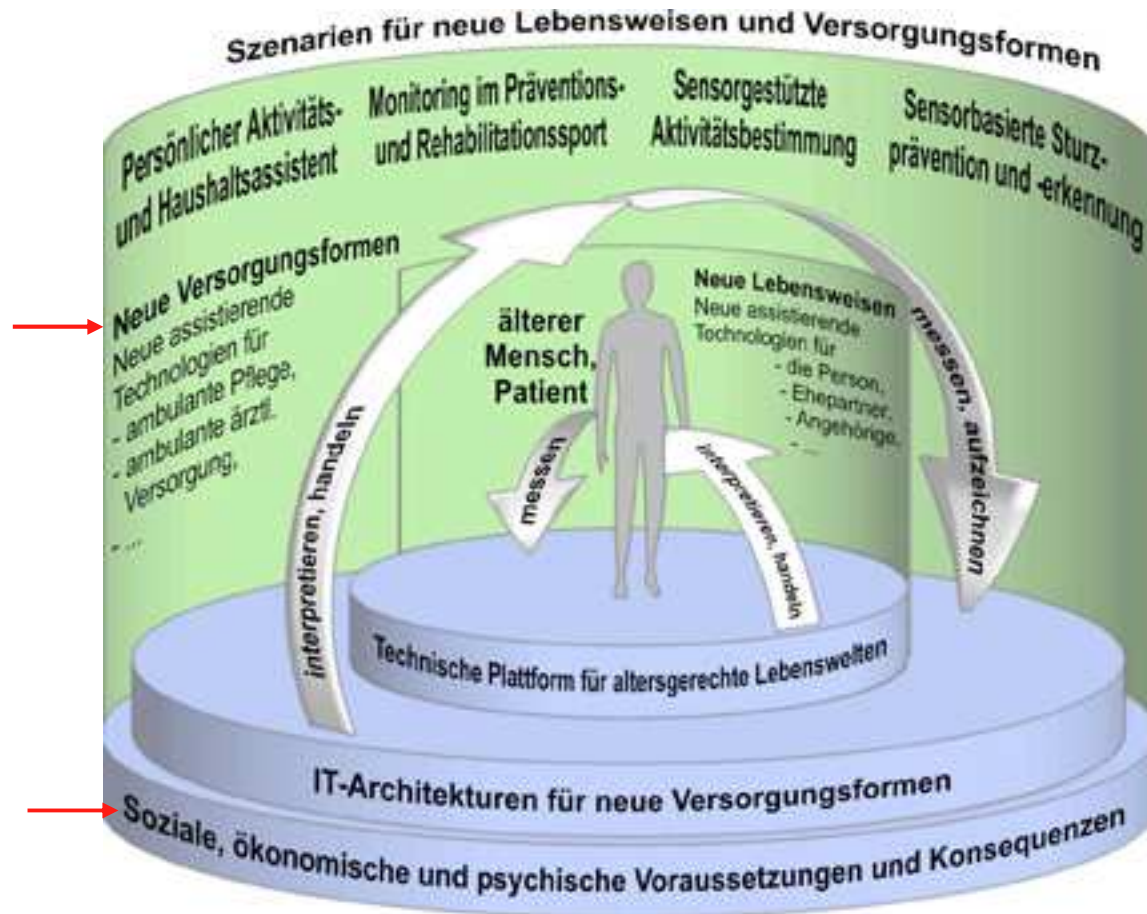 Szenarien für neue Lebensweisen und Versorgungsformen
Persönlicher Aktivitäts-
und Haushaltsassistent
Monitoring im Präventions-
und Rehabilitationssport
Sensorgestützte
Aktivitätsbestimmung
Sensorbasierte Sturz-
prävention und -erkennung
Neue Versorgungsformen
Neue assistierende
Technologien für
- ambulante Pflege,
- ambulante ärztl.
Versorgung,
- ...
älterer
Mensch,
Patient
Neue Lebensweisen
Neue assistierende
Technologien für
- die Person,
- Ehepartner,
- Angehörige,
- ...
messen
interpretieren, handeln
interpretieren, handeln
messen, aufzeichnen
Technische Plattform für altersgerechte Lebenswelten
IT-Architekturen für neue Versorgungsformen
Soziale, ökonomische und psychische Voraussetzungen und Konsequenzen